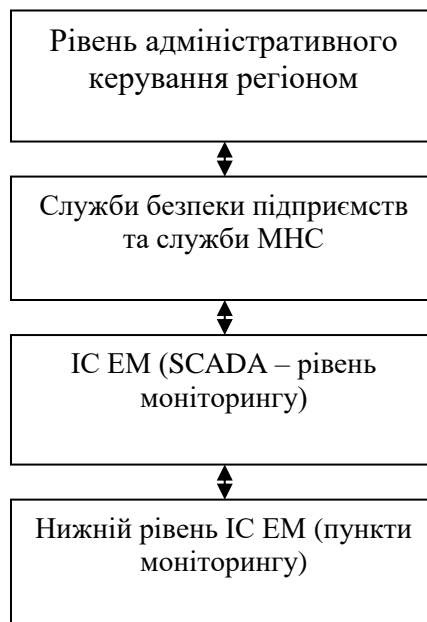 Рівень адміністративного
керування регіоном
Служби безпеки підприємств
та служби МНС
ІС ЕМ (SCADA – рівень
моніторингу)
Нижній рівень ІС ЕМ (пункти
моніторингу)